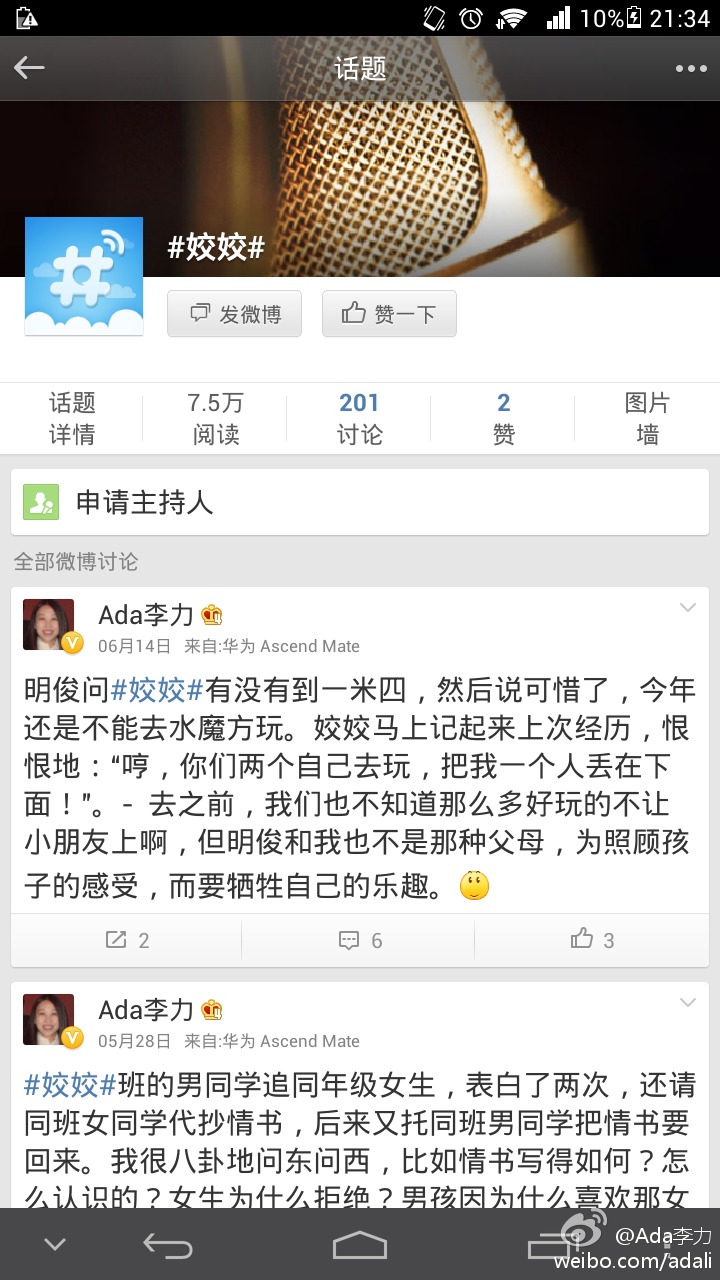 10% 21:34
话题
#姣姣#
发微博 赞一下
话题 7.5万 201 2 图片
详情 阅读 讨论 赞 墙
申请主持人
全部微博讨论
Ada李力
06月14日 来自:华为 Ascend Mate
明俊问#姣姣#有没有到一米四，然后说可惜了，今年
还是不能去水魔方玩。姣姣马上记起来上次经历，恨
恨地：“哼，你们两个自己去玩，把我一个人丢在下
面！”。- 去之前，我们也不知道那么多好玩的不让
小朋友上啊，但明俊和我也不是那种父母，为照顾孩
子的感受，而要牺牲自己的乐趣。
2 6 3
Ada李力
05月28日 来自:华为 Ascend Mate
#姣姣#班的男同学追同年级女生，表白了两次，还请
同班女同学代抄情书，后来又托同班男同学把情书要
回来。我很八卦地问东问西，比如情书写得如何？怎
么认识的？女生为什么拒绝？男孩因为什么喜欢那女
@Ada李力
weibo.com/adali